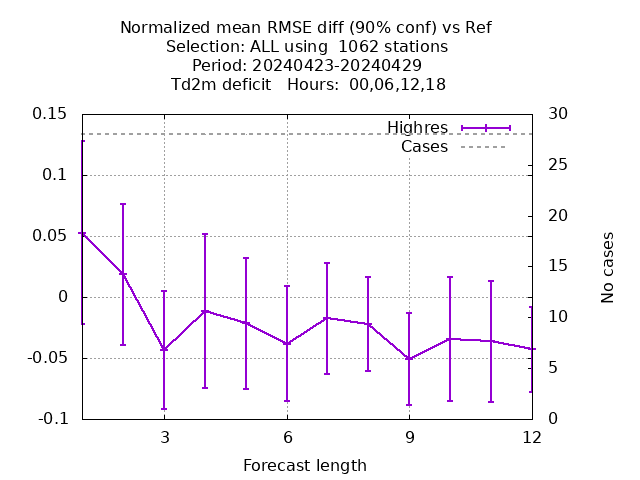 Normalized mean RMSE diff (90% conf) vs Ref
Selection: ALL using  1062 stations
Period: 20240423-20240429
Td2m deficit   Hours:  00,06,12,18
Highres
Cases
0.15
0.1
0.05
0
-0.05
-0.1
30
25
20
15
10
5
0
No cases
3
6
9
12
Forecast length